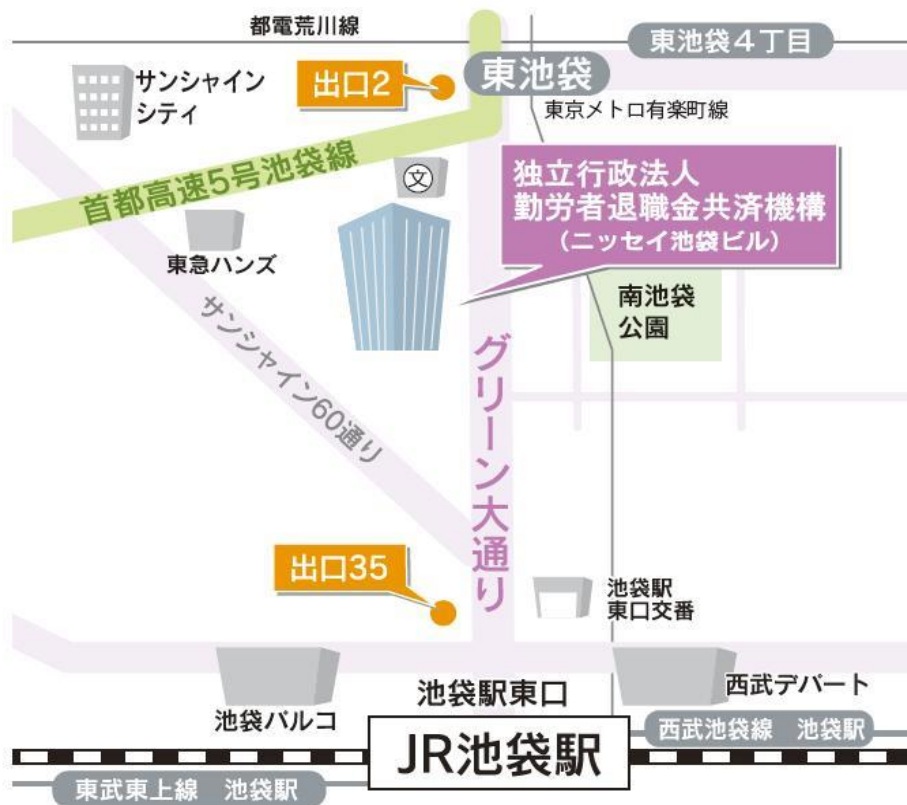 都電荒川線
東池袋4丁目
サンシャイン
シティ
出口2
東池袋
東京メトロ有楽町線
首都高速5号池袋線
文
独立行政法人
勤労者退職金共済機構
（ニッセイ池袋ビル）
東急ハンズ
南池袋
公園
サンシャイン60通り
グリーン大通り
出口35
池袋駅
東口交番
池袋パルコ
池袋駅東口
西武デパート
JR池袋駅
西武池袋線　池袋駅
東武東上線　池袋駅